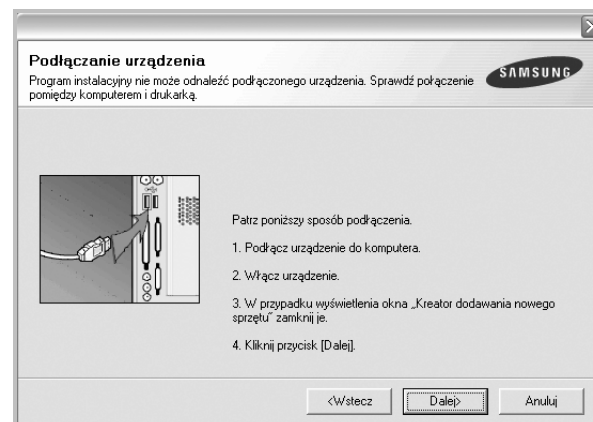 Podłączanie urządzenia
Program instalacyjny nie może odnaleźć podłączonego urządzenia. Sprawdź połączenie
pomiędzy komputerem i drukarką.
SAMSUNG
Patrz poniższy sposób podłączenia.
1. Podłącz urządzenie do komputera.
2. Włącz urządzenie.
3. W przypadku wyświetlenia okna „Kreator dodawania nowego
sprzętu” zamknij je.
4. Kliknij przycisk [Dalej].
<Wstecz
Dalej>
Anuluj